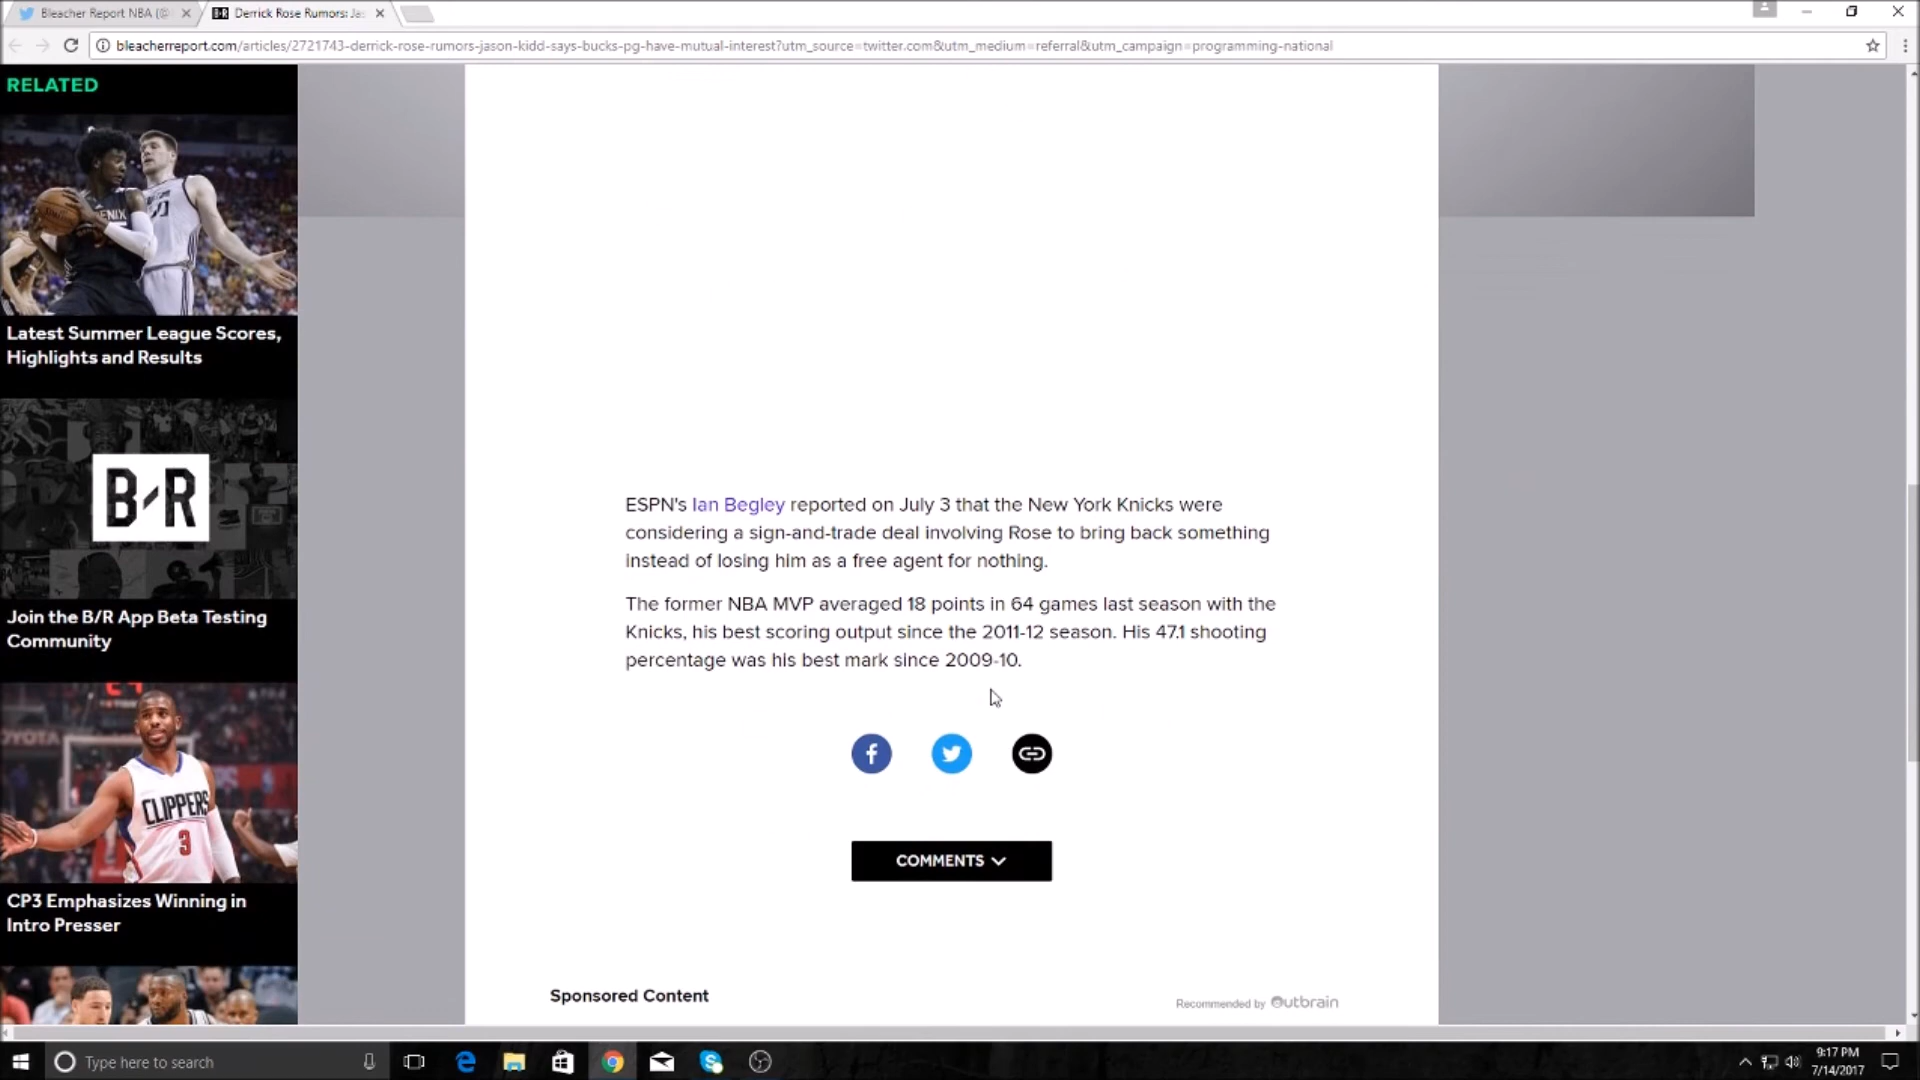 Bleacher Report NBA (@
Derrick Rose Rumors: Jas
bleacherreport.com/articles/2721743-derrick-rose-rumors-jason-kidd-says-bucks-pg-have-mutual-interest?utm_source=twitter.com&utm_medium=referral&utm_campaign=programming-national
RELATED
Latest Summer League Scores,
Highlights and Results
B/R
Join the B/R App Beta Testing
Community
CLIPPERS
3
CP3 Emphasizes Winning in
Intro Presser
ESPN's Ian Begley reported on July 3 that the New York Knicks were
considering a sign-and-trade deal involving Rose to bring back something
instead of losing him as a free agent for nothing.
The former NBA MVP averaged 18 points in 64 games last season with the
Knicks, his best scoring output since the 2011-12 season. His 47.1 shooting
percentage was his best mark since 2009-10.
COMMENTS
Sponsored Content
Recommended by Outbrain
Type here to search
9:17 PM
7/14/2017